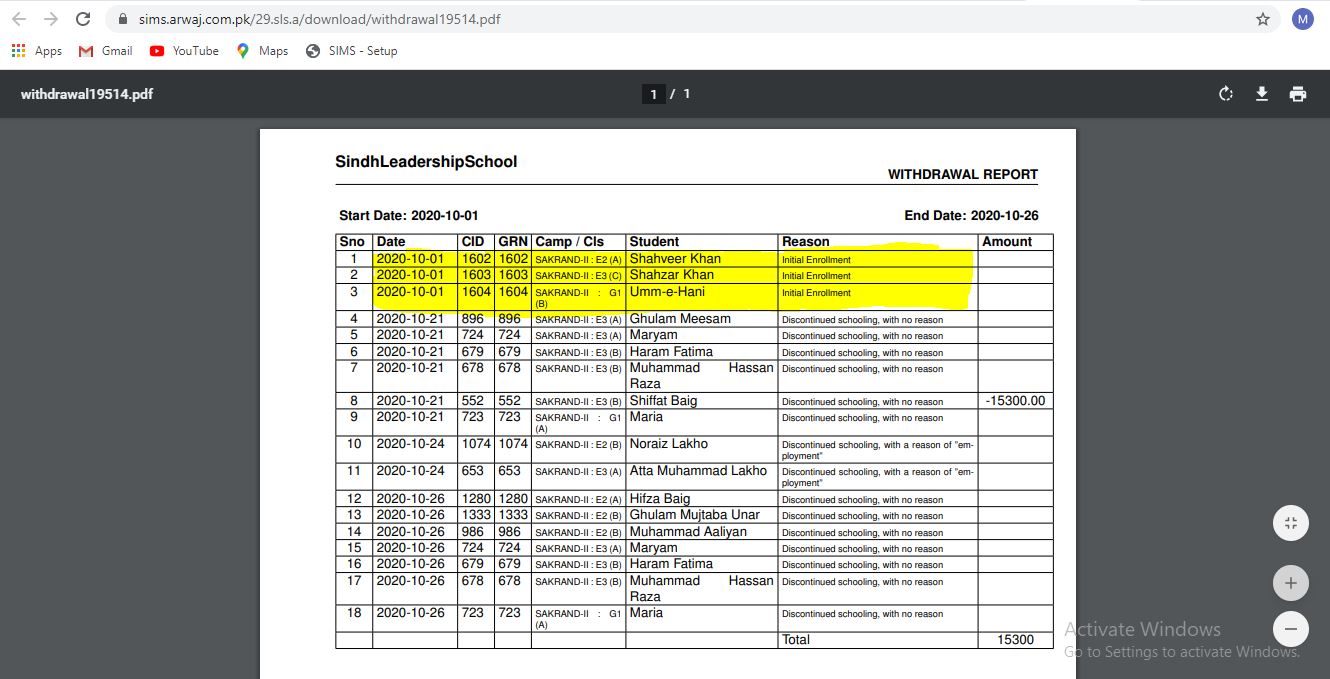 sims.arwaj.com.pk/29.sls.a/download/withdrawal19514.pdf
M
Apps Gmail YouTube Maps SIMS - Setup
withdrawal19514.pdf 1 / 1
SindhLeadershipSchool
WITHDRAWAL REPORT
Start Date: 2020-10-01 End Date: 2020-10-26
Sno Date CID GRN Camp / Cls Student Reason Amount
1 2020-10-01 1602 1602 SAKRAND-II : E2 (A) Shahveer Khan Initial Enrollment
2 2020-10-01 1603 1603 SAKRAND-II : E3 (C) Shahzar Khan Initial Enrollment
3 2020-10-01 1604 1604 SAKRAND-II : G1 Umm-e-Hani Initial Enrollment
(B)
4 2020-10-21 896 896 SAKRAND-II : E3 (A) Ghulam Meesam Discontinued schooling, with no reason
5 2020-10-21 724 724 SAKRAND-II : E3 (A) Maryam Discontinued schooling, with no reason
6 2020-10-21 679 679 SAKRAND-II : E3 (B) Haram Fatima Discontinued schooling, with no reason
7 2020-10-21 678 678 SAKRAND-II : E3 (B) Muhammad Hassan Discontinued schooling, with no reason
Raza
8 2020-10-21 552 552 SAKRAND-II : E3 (B) Shiffat Baig Discontinued schooling, with no reason -15300.00
9 2020-10-21 723 723 SAKRAND-II : G1 Maria Discontinued schooling, with no reason
(A)
10 2020-10-24 1074 1074 SAKRAND-II : E2 (B) Noraiz Lakho Discontinued schooling, with a reason of "em-
ployment"
11 2020-10-24 653 653 SAKRAND-II : E3 (A) Atta Muhammad Lakho Discontinued schooling, with a reason of "em-
ployment"
12 2020-10-26 1280 1280 SAKRAND-II : E2 (A) Hifza Baig Discontinued schooling, with no reason
13 2020-10-26 1333 1333 SAKRAND-II : E2 (B) Ghulam Mujtaba Unar Discontinued schooling, with no reason
14 2020-10-26 986 986 SAKRAND-II : E2 (B) Muhammad Aaliyan Discontinued schooling, with no reason
15 2020-10-26 724 724 SAKRAND-II : E3 (A) Maryam Discontinued schooling, with no reason
16 2020-10-26 679 679 SAKRAND-II : E3 (B) Haram Fatima Discontinued schooling, with no reason
17 2020-10-26 678 678 SAKRAND-II : E3 (B) Muhammad Hassan Discontinued schooling, with no reason
Raza
18 2020-10-26 723 723 SAKRAND-II : G1 Maria Discontinued schooling, with no reason
(A)
Total 15300
Activate Windows
Go to Settings to activate Windows.